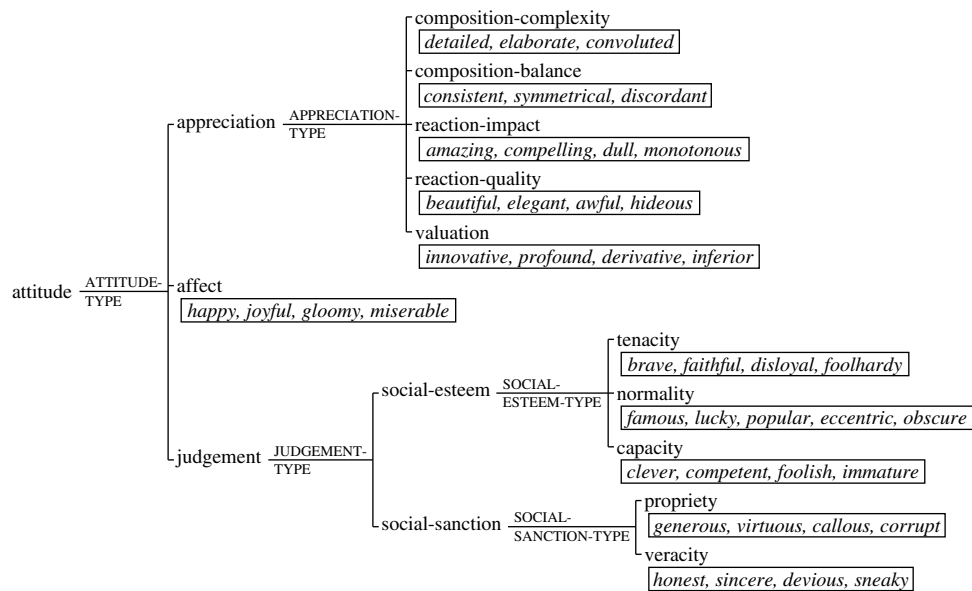 composition-complexity
detailed, elaborate, convoluted
composition-balance
consistent, symmetrical, discordant
appreciation APPRECIATION-
TYPE
reaction-impact
amazing, compelling, dull, monotonous
reaction-quality
beautiful, elegant, awful, hideous
valuation
innovative, profound, derivative, inferior
attitude ATTITUDE-
TYPE
affect
happy, joyful, gloomy, miserable
tenacity
brave, faithful, disloyal, foolhardy
social-esteem SOCIAL-
ESTEEM-TYPE
normality
famous, lucky, popular, eccentric, obscure
judgement JUDGEMENT-
TYPE
capacity
clever, competent, foolish, immature
propriety
generous, virtuous, callous, corrupt
social-sanction SOCIAL-
SANCTION-TYPE
veracity
honest, sincere, devious, sneaky